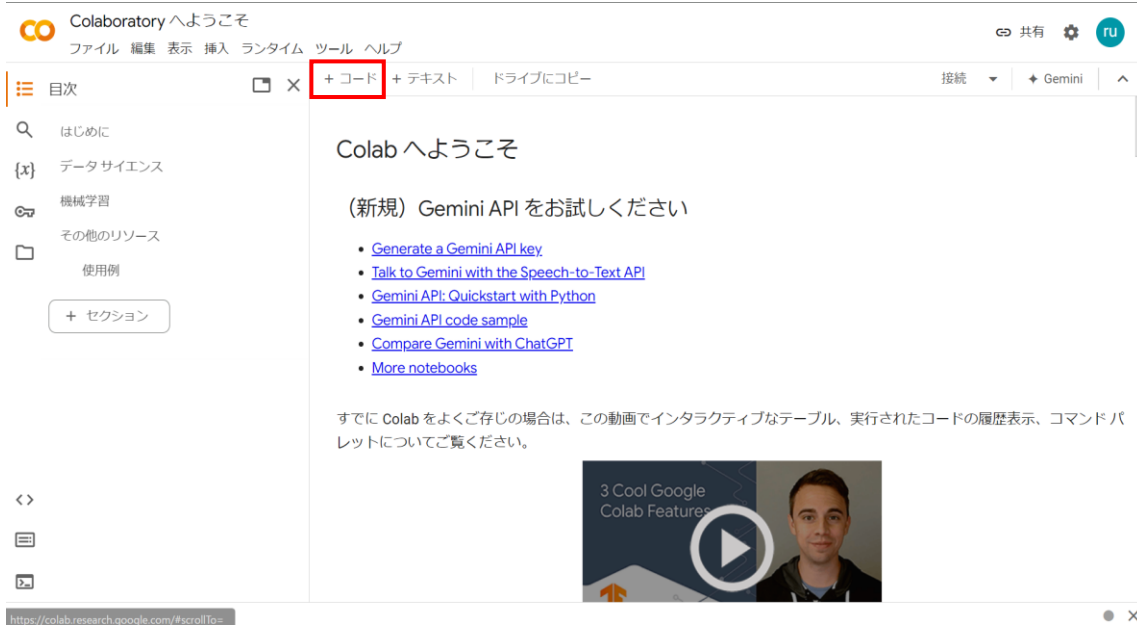 CO Colaboratory へようこそ
ファイル 編集 表示 挿入 ランタイム ツール ヘルプ
共有
ru
目次
+ コード + テキスト ドライブにコピー
接続
Gemini
はじめに
{x} データ サイエンス
機械学習
その他のリソース
使用例
+ セクション
Colab へようこそ
（新規）Gemini API をお試しください
• Generate a Gemini API key
• Talk to Gemini with the Speech-to-Text API
• Gemini API: Quickstart with Python
• Gemini API code sample
• Compare Gemini with ChatGPT
• More notebooks
すでに Colab をよくご存じの場合は、この動画でインタラクティブなテーブル、実行されたコードの履歴表示、コマンド パ
レットについてご覧ください。
3 Cool Google
Colab Features
https://colab.research.google.com/#scrollTo=